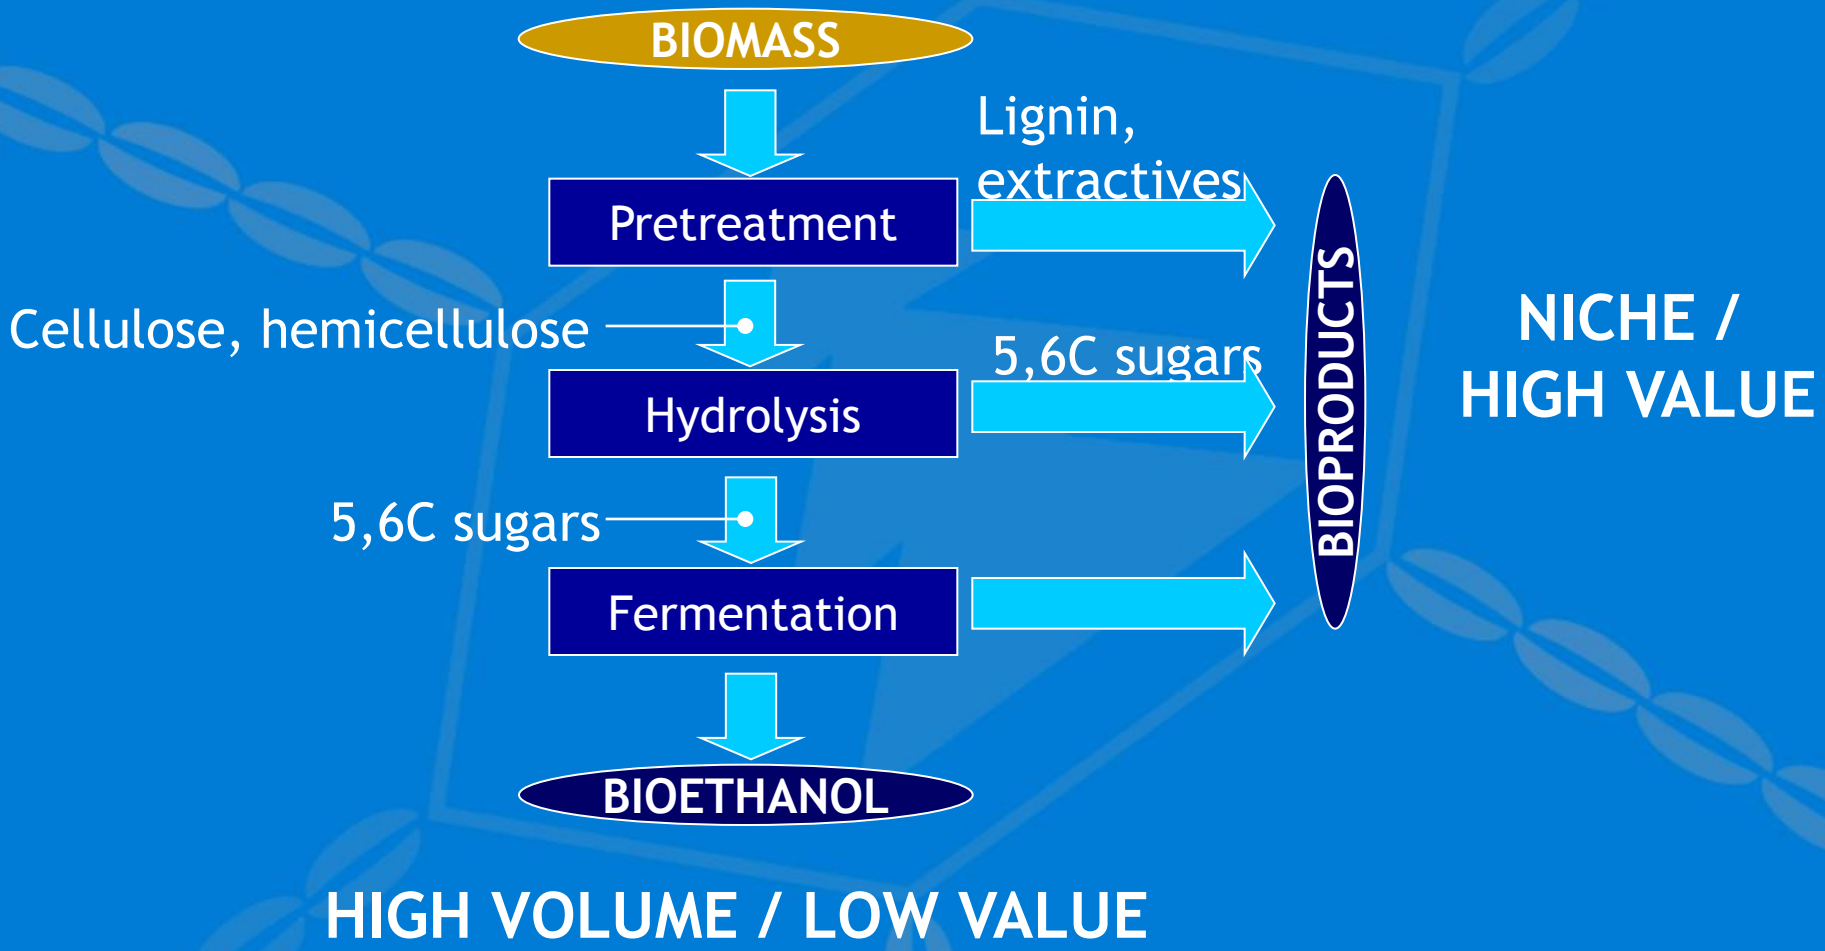 BIOMASS
Lignin,
extractives
Pretreatment
Cellulose, hemicellulose
5,6C sugars
Hydrolysis
BIOPRODUCTS
NICHE /
HIGH VALUE
5,6C sugars
Fermentation
BIOETHANOL
HIGH VOLUME / LOW VALUE